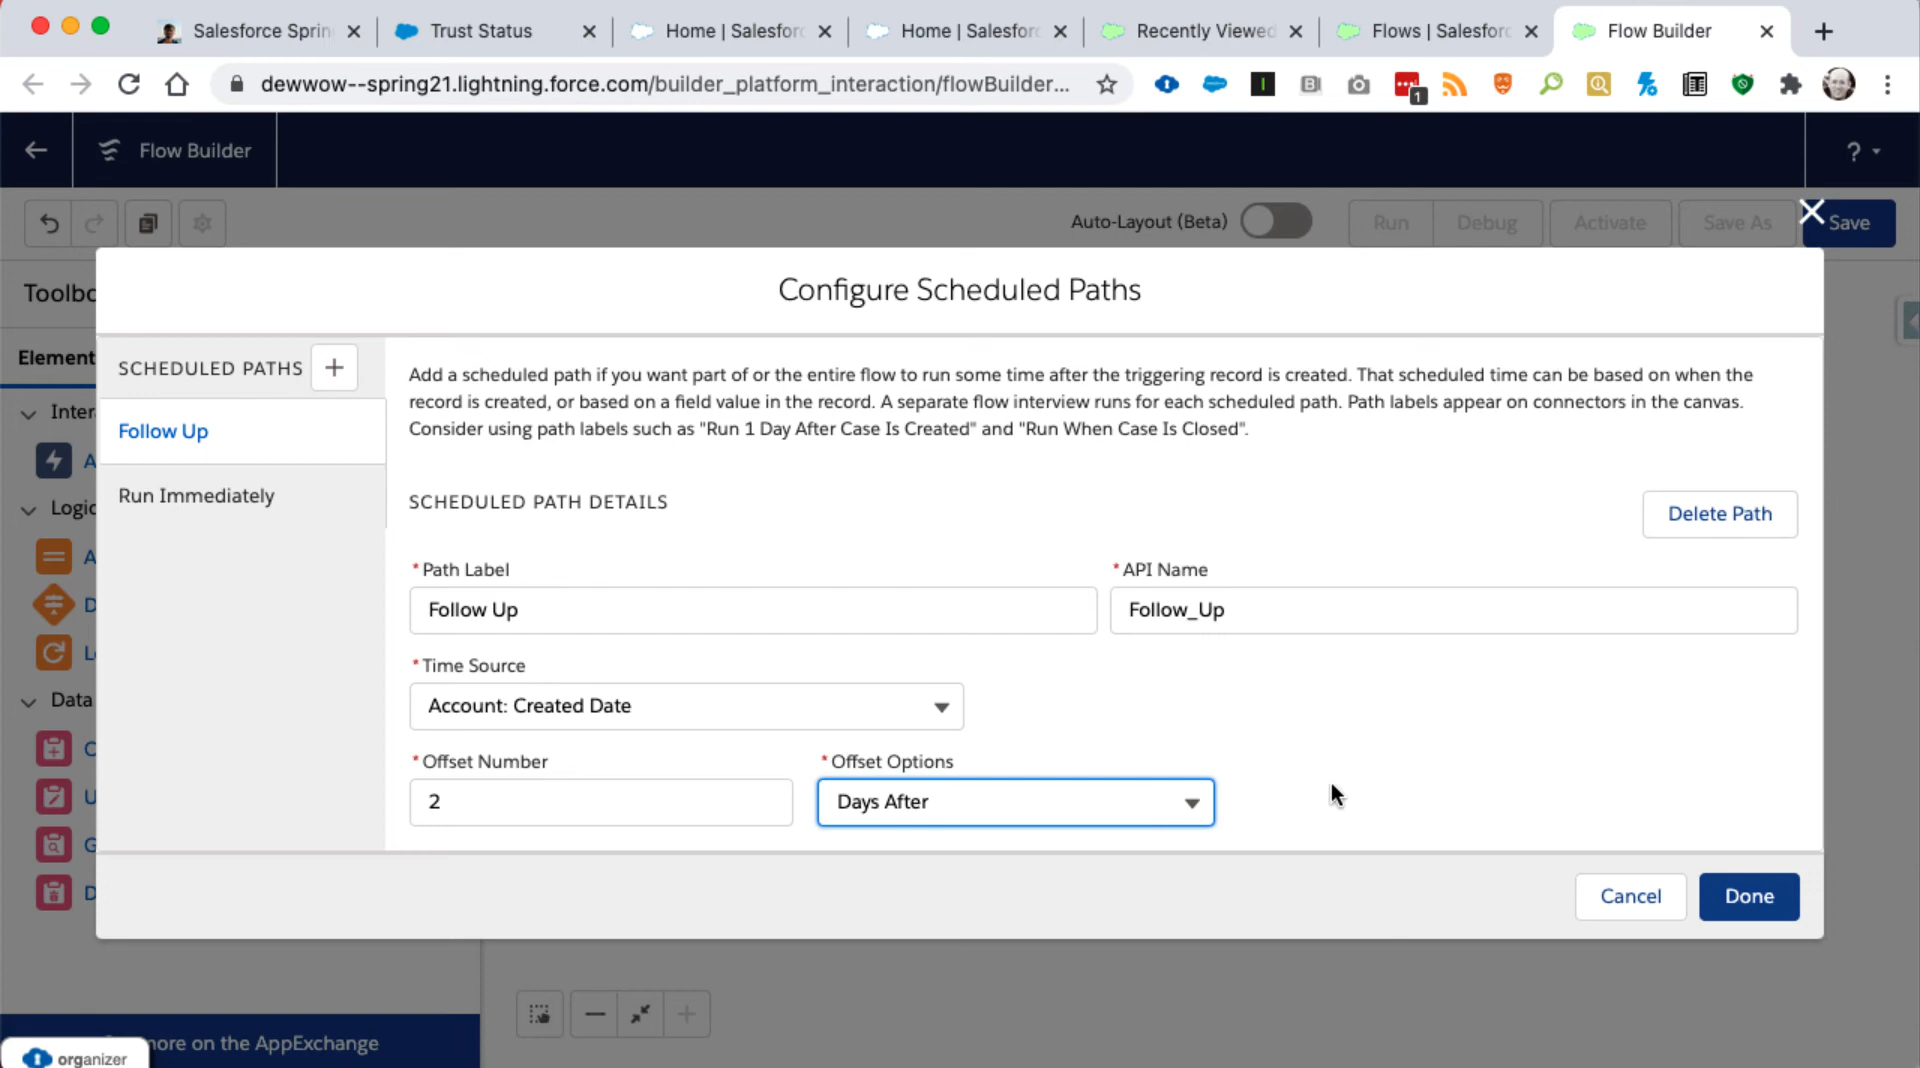 Salesforce Sprin
Trust Status
Home | Salesforc
Home | Salesforc
Recently Viewed
Flows | Salesforc
Flow Builder
dewwow--spring21.lightning.force.com/builder_platform_interaction/flowBuilder...
1
Flow Builder
?
Auto-Layout (Beta)
Run
Debug
Activate
Save As
Save
Toolbo
Configure Scheduled Paths
Element
SCHEDULED PATHS
Follow Up
Run Immediately
Add a scheduled path if you want part of or the entire flow to run some time after the triggering record is created. That scheduled time can be based on when the
record is created, or based on a field value in the record. A separate flow interview runs for each scheduled path. Path labels appear on connectors in the canvas.
Consider using path labels such as "Run 1 Day After Case Is Created" and "Run When Case Is Closed".
Inter
A
Logic
A
D
L
Data
C
U
G
D
SCHEDULED PATH DETAILS
Delete Path
* Path Label
Follow Up
* API Name
Follow_Up
* Time Source
Account: Created Date
* Offset Number
2
* Offset Options
Days After
Cancel
Done
more on the AppExchange
organizer